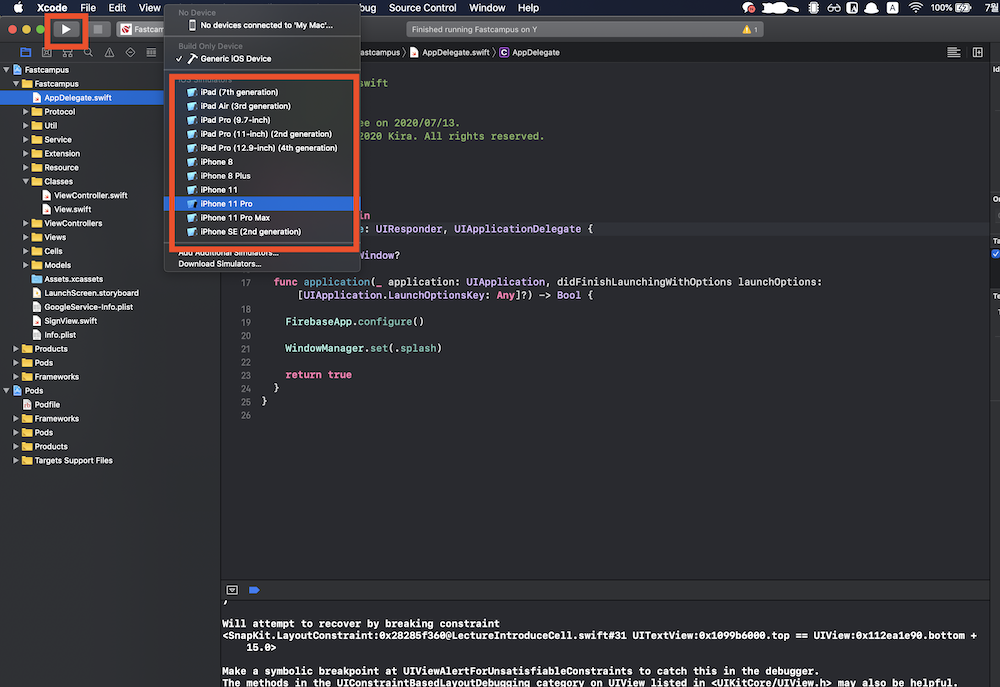 Xcode File Edit View bug Source Control Window Help 100% 7월
Fastcam
Finished running Fastcampus on Y 1
No Device
No devices connected to 'My Mac'...
Build Only Device
✓ Generic iOS Device
iOS Simulators
iPad (7th generation)
iPad Air (3rd generation)
iPad Pro (9.7-inch)
iPad Pro (11-inch) (2nd generation)
iPad Pro (12.9-inch) (4th generation)
iPhone 8
iPhone 8 Plus
iPhone 11
iPhone 11 Pro
iPhone 11 Pro Max
iPhone SE (2nd generation)
Add Additional Simulators...
Download Simulators...
Fastcampus
Fastcampus
AppDelegate.swift
Protocol
Util
Service
Extension
Resource
Classes
ViewController.swift
View.swift
ViewControllers
Views
Cells
Models
Assets.xcassets
LaunchScreen.storyboard
GoogleService-Info.plist
SignView.swift
Info.plist
Products
Pods
Frameworks
Pods
Podfile
Frameworks
Pods
Products
Targets Support Files
astcampus AppDelegate.swift C AppDelegate
swift
ee on 2020/07/13.
2020 Kira. All rights reserved.
in
e: UIResponder, UIApplicationDelegate {
Window?
17 func application(_ application: UIApplication, didFinishLaunchingWithOptions launchOptions:
[UIApplication.LaunchOptionsKey: Any]?) -> Bool {
18
19 FirebaseApp.configure()
20
21 WindowManager.set(.splash)
22
23 return true
24 }
25 }
26
Will attempt to recover by breaking constraint
<SnapKit.LayoutConstraint:0x28285f360@LectureIntroduceCell.swift#31 UITextView:0x1099b6000.top == UIView:0x112ea1e90.bottom +
15.0>
Make a symbolic breakpoint at UIViewAlertForUnsatisfiableConstraints to catch this in the debugger.
The methods in the UIConstraintBasedLayoutDebugging category on UIView listed in <UIKitCore/UIView.h> may also be helpful.